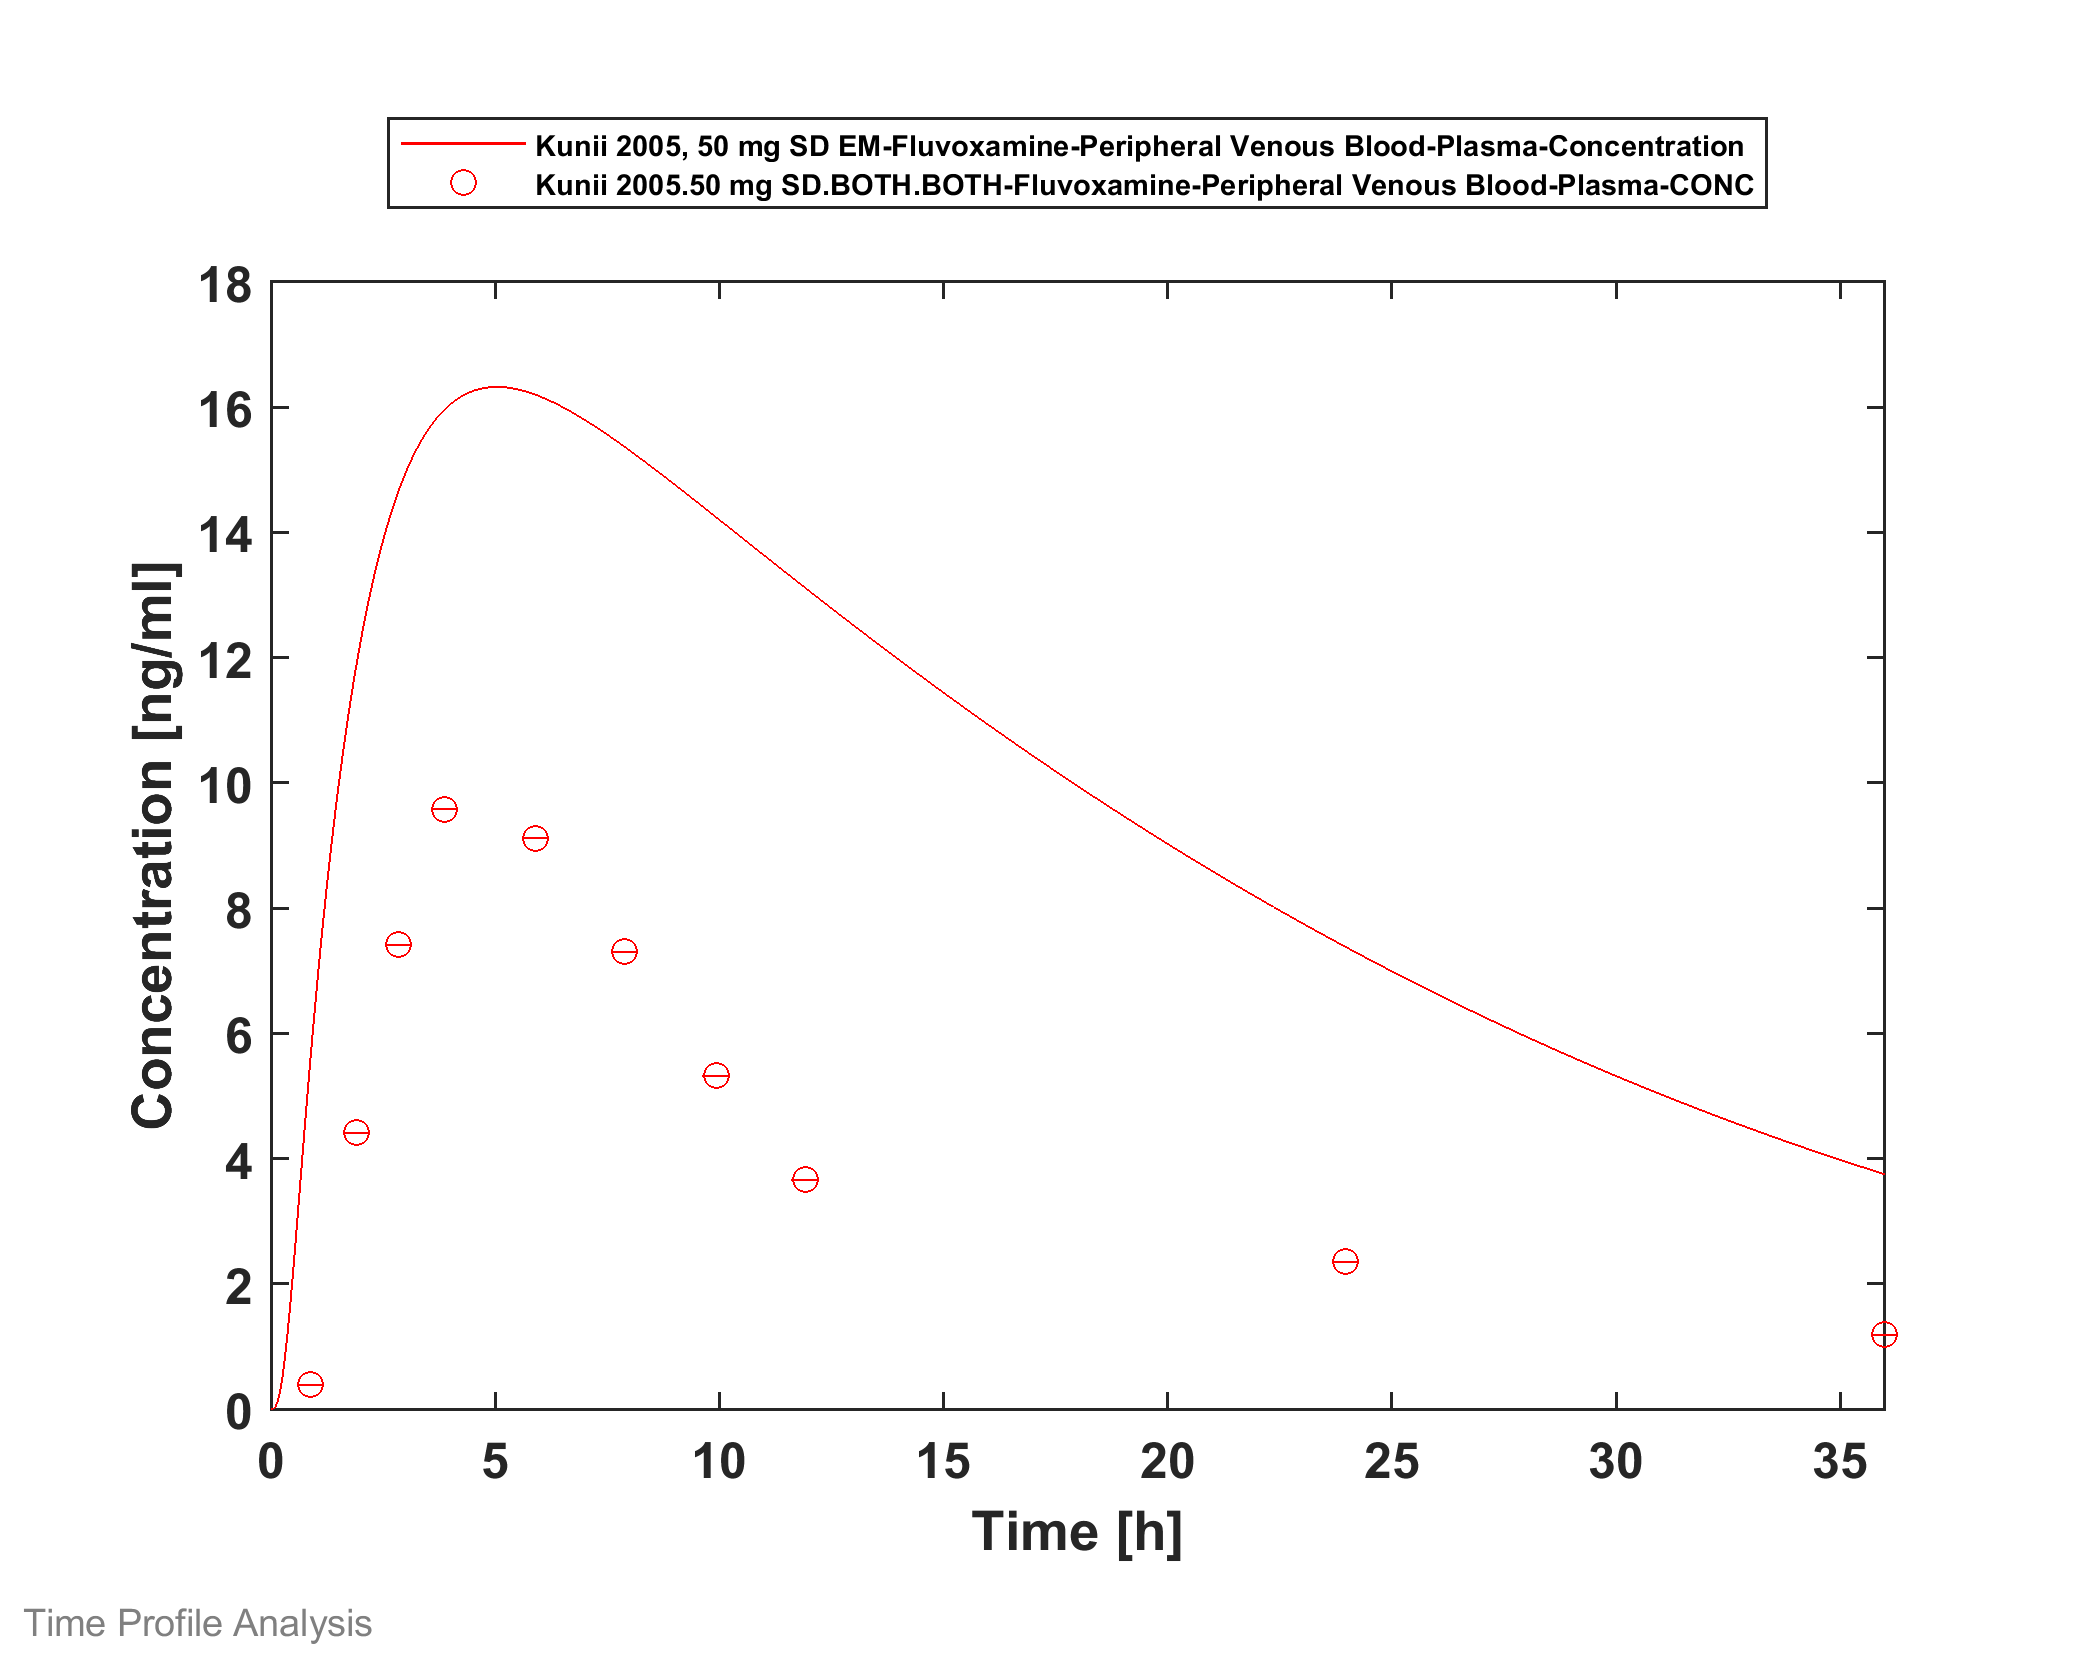 Kunii 2005, 50 mg SD EM-Fluvoxamine-Peripheral Venous Blood-Plasma-Concentration
Kunii 2005.50 mg SD.BOTH.BOTH-Fluvoxamine-Peripheral Venous Blood-Plasma-CONC
18
16
14
12
10
8
6
4
2
0
Concentration [ng/ml]
0 5 10 15 20 25 30 35
Time [h]
Time Profile Analysis